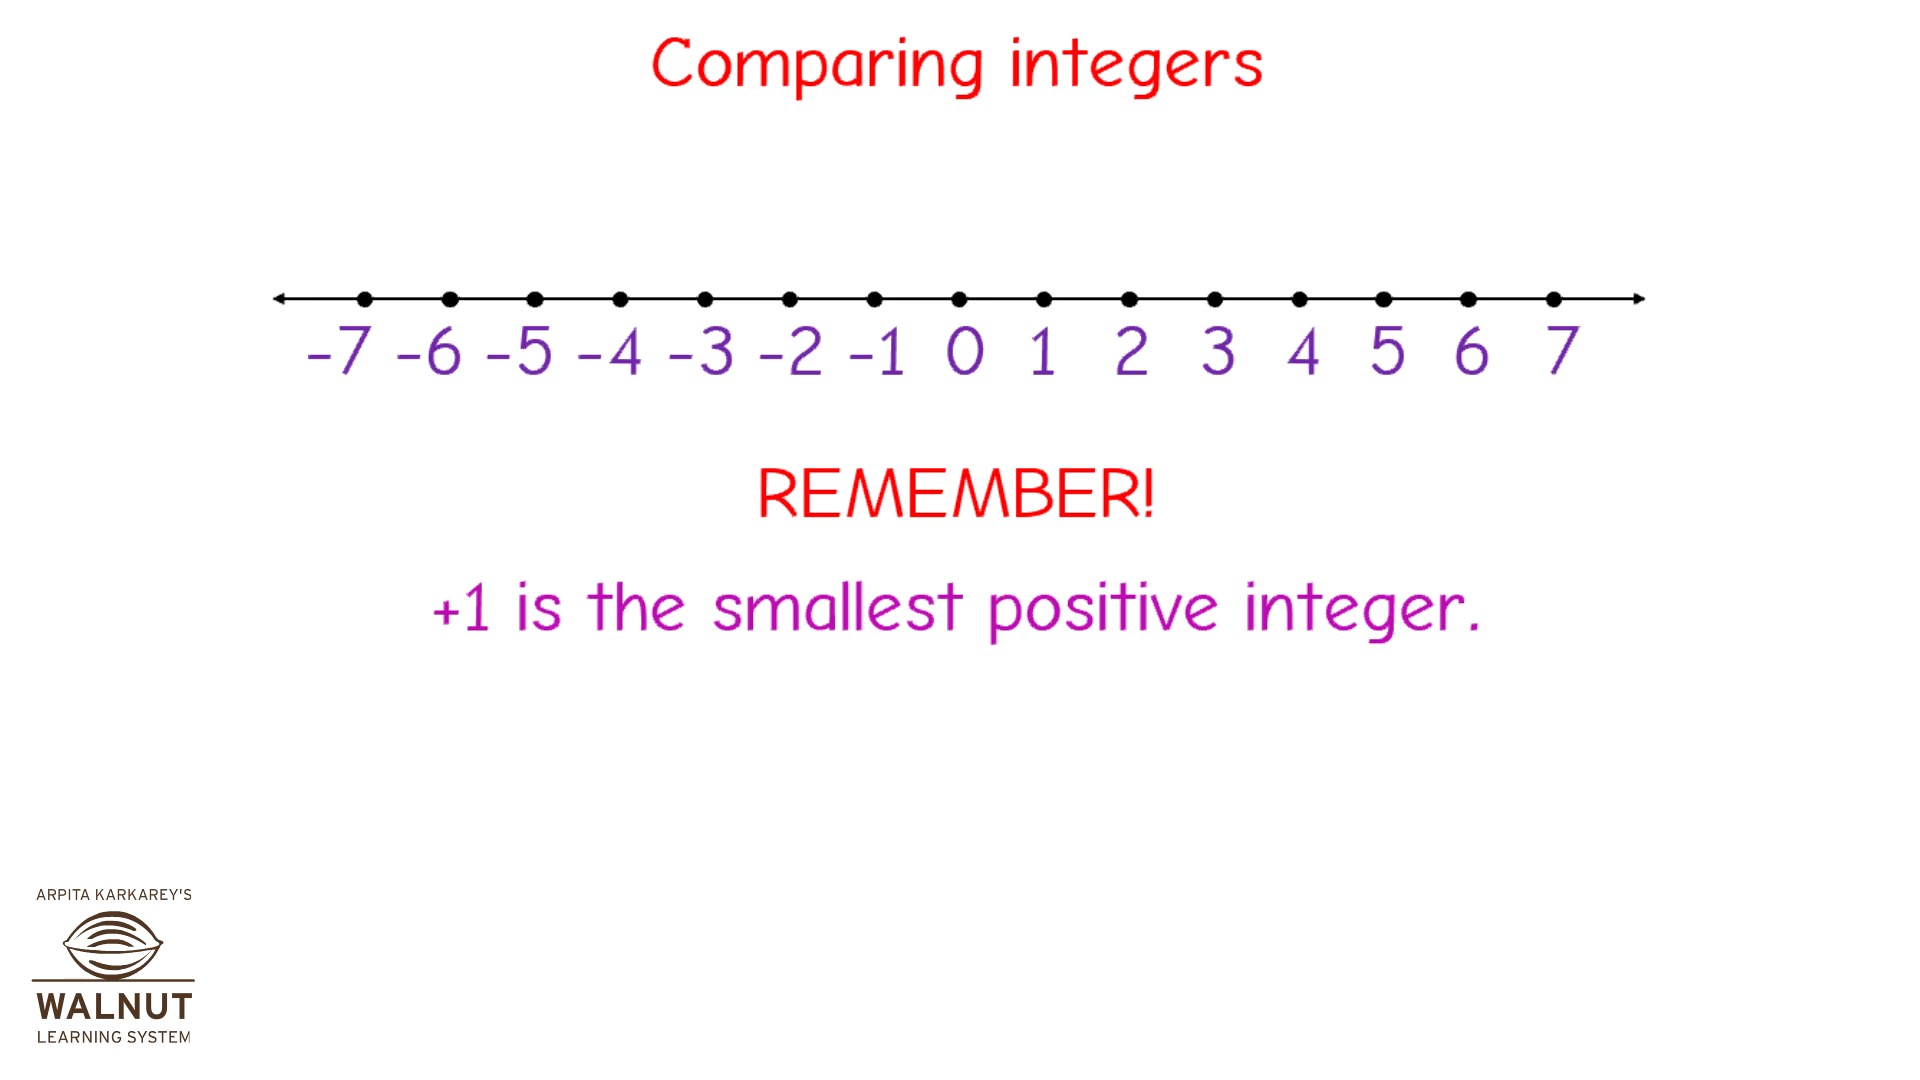 Comparing integers
-7 -6 -5 -4 -3 -2 -1 0 1 2 3 4 5 6 7
REMEMBER!
+1 is the smallest positive integer.
ARPITA KARKAREY'S
WALNUT
LEARNING SYSTEM